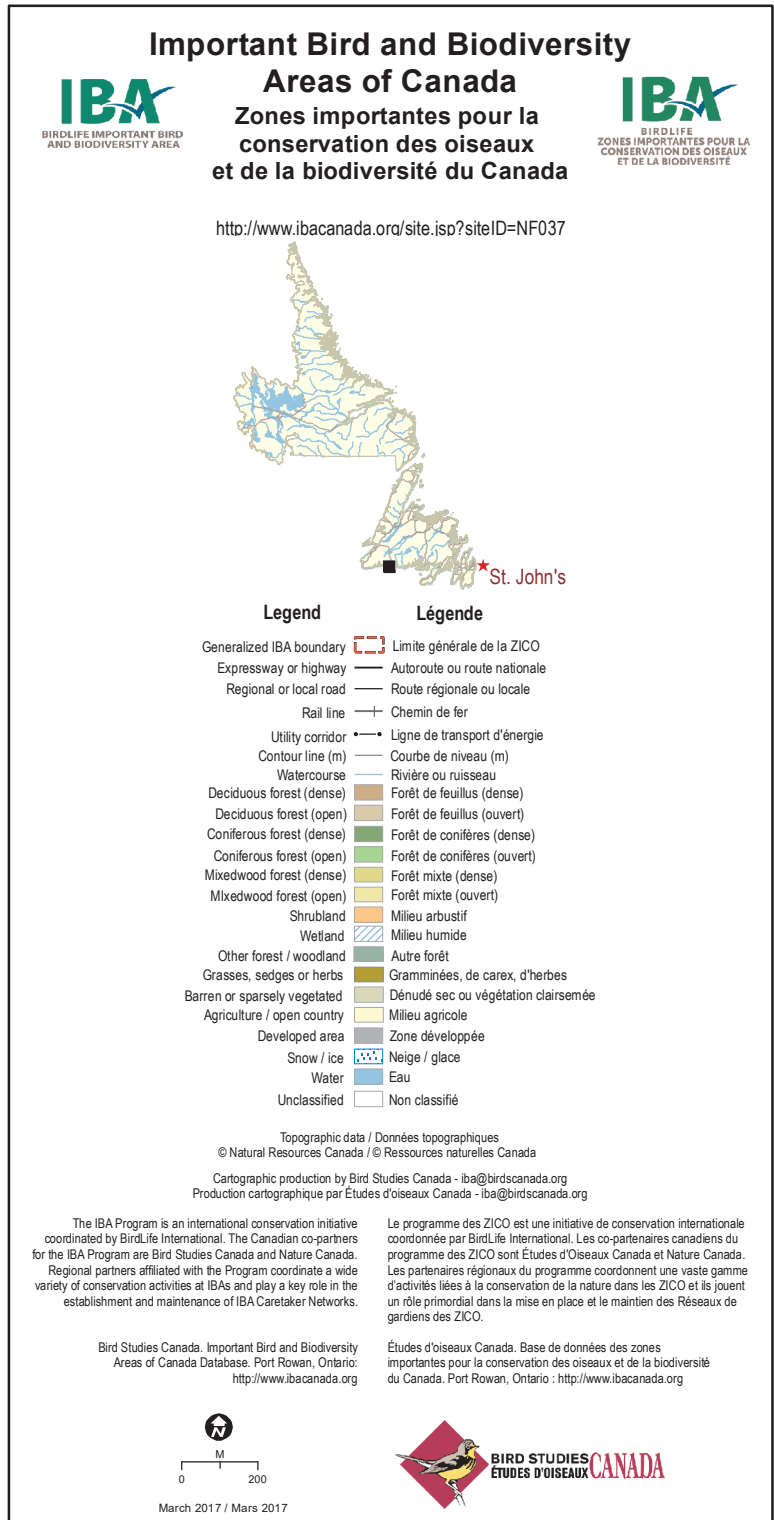 Important Bird and Biodiversity
Areas of Canada
Zones importantes pour la
conservation des oiseaux
et de la biodiversité du Canada
IBA
BIRDLIFE IMPORTANT BIRD
AND BIODIVERSITY AREA
IBA
BIRDLIFE
ZONES IMPORTANTES POUR LA
CONSERVATION DES OISEAUX
ET DE LA BIODIVERSITÉ
http://www.ibacanada.org/site.jsp?siteID=NF037
St. John's
Legend Légende
Generalized IBA boundary Limite générale de la ZICO
Expressway or highway Autoroute ou route nationale
Regional or local road Route régionale ou locale
Rail line Chemin de fer
Utility corridor Ligne de transport d'énergie
Contour line (m) Courbe de niveau (m)
Watercourse Rivière ou ruisseau
Deciduous forest (dense) Forêt de feuillus (dense)
Deciduous forest (open) Forêt de feuillus (ouvert)
Coniferous forest (dense) Forêt de conifères (dense)
Coniferous forest (open) Forêt de conifères (ouvert)
Mixedwood forest (dense) Forêt mixte (dense)
MIxedwood forest (open) Forêt mixte (ouvert)
Shrubland Milieu arbustif
Wetland Milieu humide
Other forest / woodland Autre forêt
Grasses, sedges or herbs Gramminées, de carex, d'herbes
Barren or sparsely vegetated Dénudé sec ou végétation clairsemée
Agriculture / open country Milieu agricole
Developed area Zone développée
Snow / ice Neige / glace
Water Eau
Unclassified Non classifié
Topographic data / Données topographiques
© Natural Resources Canada / © Ressources naturelles Canada
Cartographic production by Bird Studies Canada - iba@birdscanada.org
Production cartographique par Études d'oiseaux Canada - iba@birdscanada.org
The IBA Program is an international conservation initiative
coordinated by BirdLife International. The Canadian co-partners
for the IBA Program are Bird Studies Canada and Nature Canada.
Regional partners affiliated with the Program coordinate a wide
variety of conservation activities at IBAs and play a key role in the
establishment and maintenance of IBA Caretaker Networks.
Le programme des ZICO est une initiative de conservation internationale
coordonnée par BirdLife International. Les co-partenaires canadiens du
programme des ZICO sont Études d'Oiseaux Canada et Nature Canada.
Les partenaires régionaux du programme coordonnent une vaste gamme
d'activités liées à la conservation de la nature dans les ZICO et ils jouent
un rôle primordial dans la mise en place et le maintien des Réseaux de
gardiens des ZICO.
Bird Studies Canada. Important Bird and Biodiversity
Areas of Canada Database. Port Rowan, Ontario:
http://www.ibacanada.org
Études d'oiseaux Canada. Base de données des zones
importantes pour la conservation des oiseaux et de la biodiversité
du Canada. Port Rowan, Ontario : http://www.ibacanada.org
N
M
0 200
March 2017 / Mars 2017
BIRD STUDIES
ÉTUDES D'OISEAUX CANADA